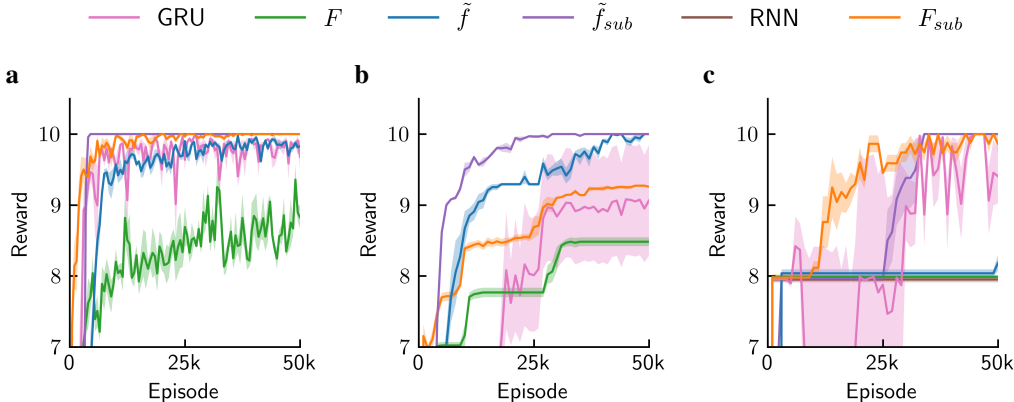 GRU F f̃ f̃_sub RNN F_sub
a b c
10 10 10
9 9 9
8 8 8
7 7 7
Reward Reward Reward
0 25k 50k 0 25k 50k 0 25k 50k
Episode Episode Episode